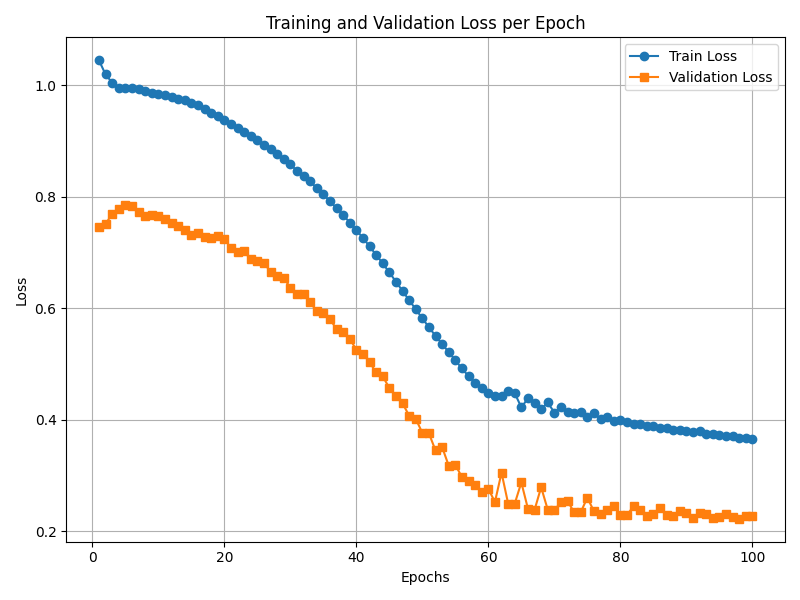 Training and Validation Loss per Epoch
Train Loss
Validation Loss
1.0
0.8
0.6
0.4
0.2
Loss
0 20 40 60 80 100
Epochs